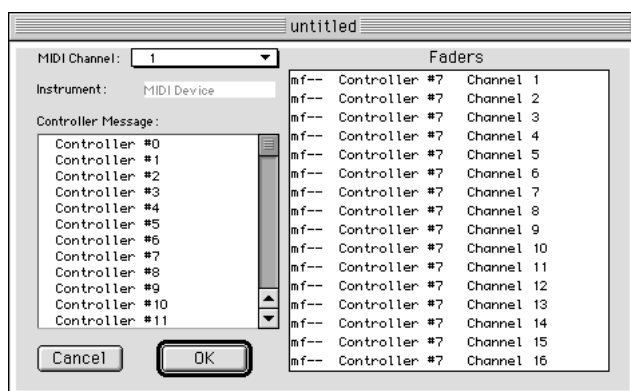 untitled
MIDI Channel: 1
Instrument: MIDI Device
Controller Message:
Controller #0
Controller #1
Controller #2
Controller #3
Controller #4
Controller #5
Controller #6
Controller #7
Controller #8
Controller #9
Controller #10
Controller #11
Cancel
OK
Faders
mf-- Controller #7 Channel 1
mf-- Controller #7 Channel 2
mf-- Controller #7 Channel 3
mf-- Controller #7 Channel 4
mf-- Controller #7 Channel 5
mf-- Controller #7 Channel 6
mf-- Controller #7 Channel 7
mf-- Controller #7 Channel 8
mf-- Controller #7 Channel 9
mf-- Controller #7 Channel 10
mf-- Controller #7 Channel 11
mf-- Controller #7 Channel 12
mf-- Controller #7 Channel 13
mf-- Controller #7 Channel 14
mf-- Controller #7 Channel 15
mf-- Controller #7 Channel 16